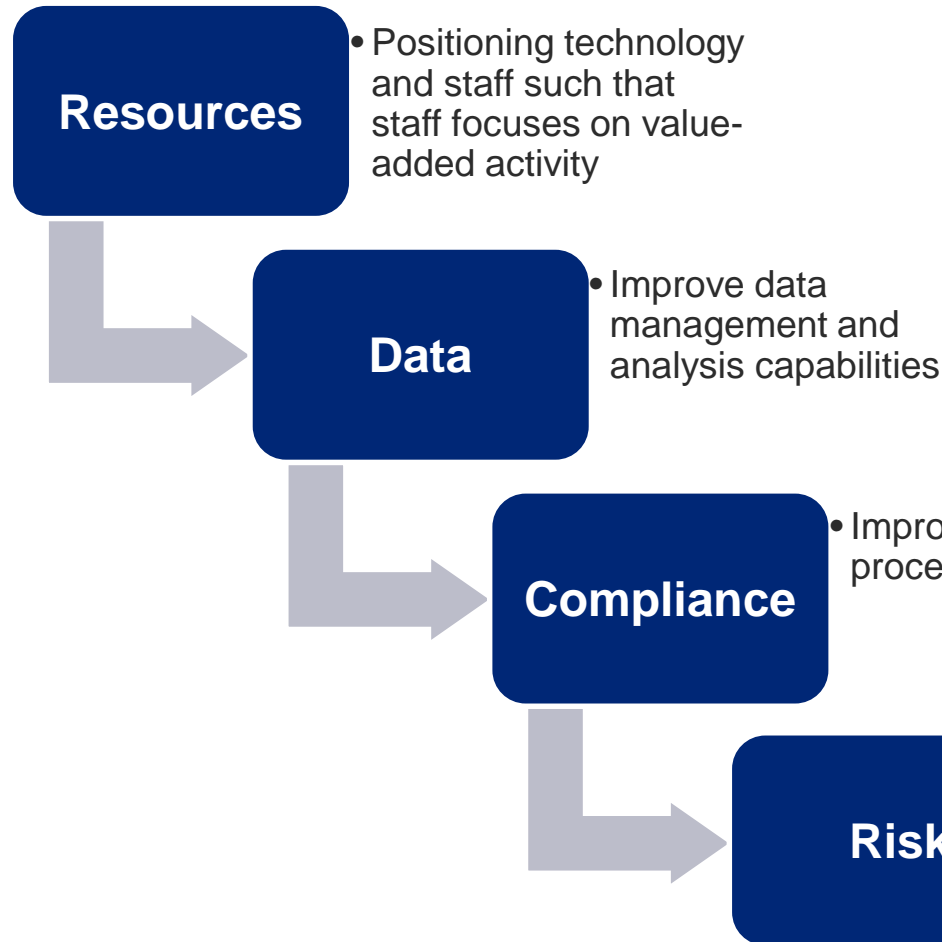 Resources
• Positioning technology
and staff such that
staff focuses on value-
added activity
Data
• Improve data
management and
analysis capabilities
Compliance
•
Risk